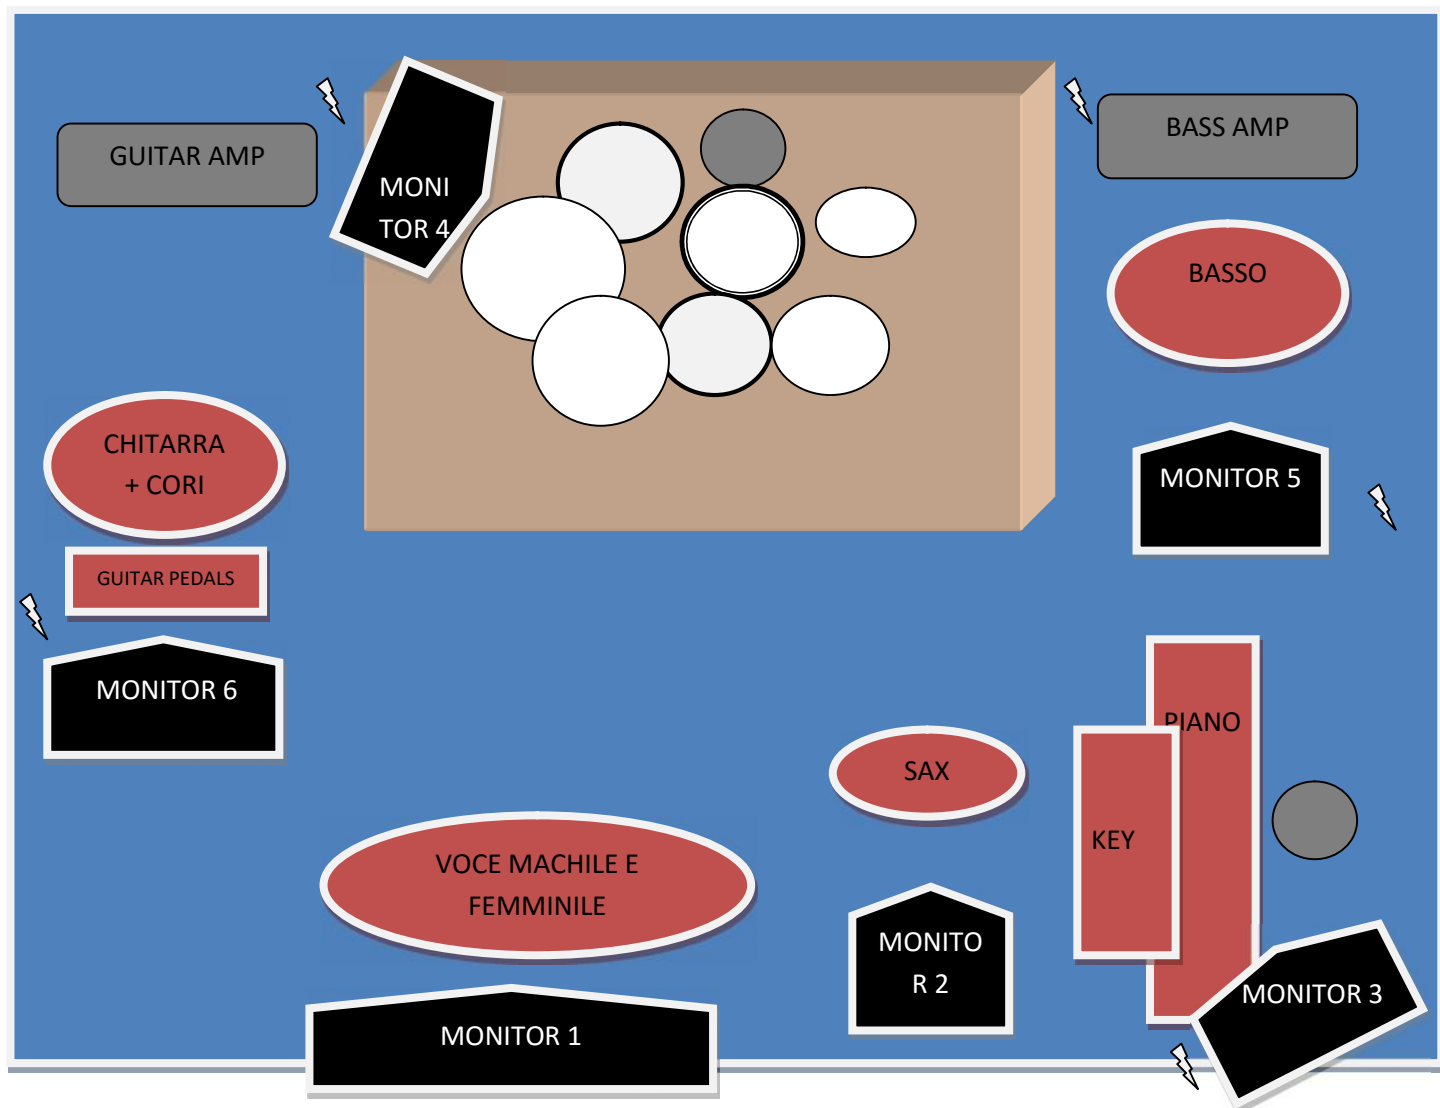 GUITAR AMP
BASS AMP
MONI
TOR 4
BASSO
CHITARRA
+ CORI
MONITOR 5
GUITAR PEDALS
MONITOR 6
PIANO
SAX
KEY
VOCE MACHILE E
FEMMINILE
MONITO
R 2
MONITOR 3
MONITOR 1